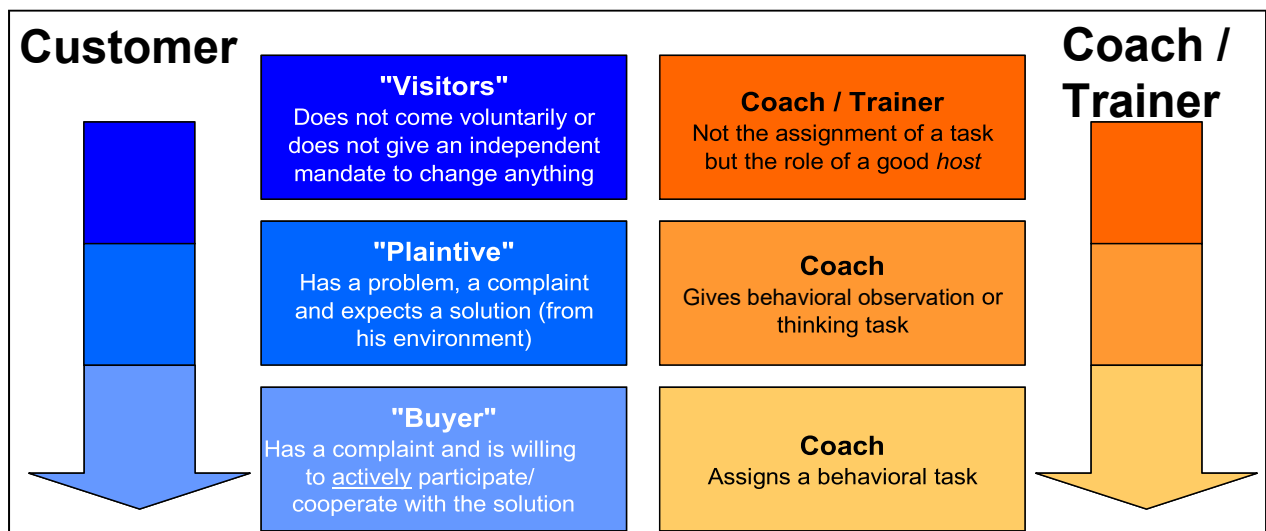 Customer
"Visitors"
Does not come voluntarily or
does not give an independent
mandate to change anything
Coach / Trainer
Not the assignment of a task
but the role of a good host
Coach /
Trainer
"Plaintive"
Has a problem, a complaint
and expects a solution (from
his environment)
Coach
Gives behavioral observation or
thinking task
"Buyer"
Has a complaint and is willing
to actively participate/
cooperate with the solution
Coach
Assigns a behavioral task